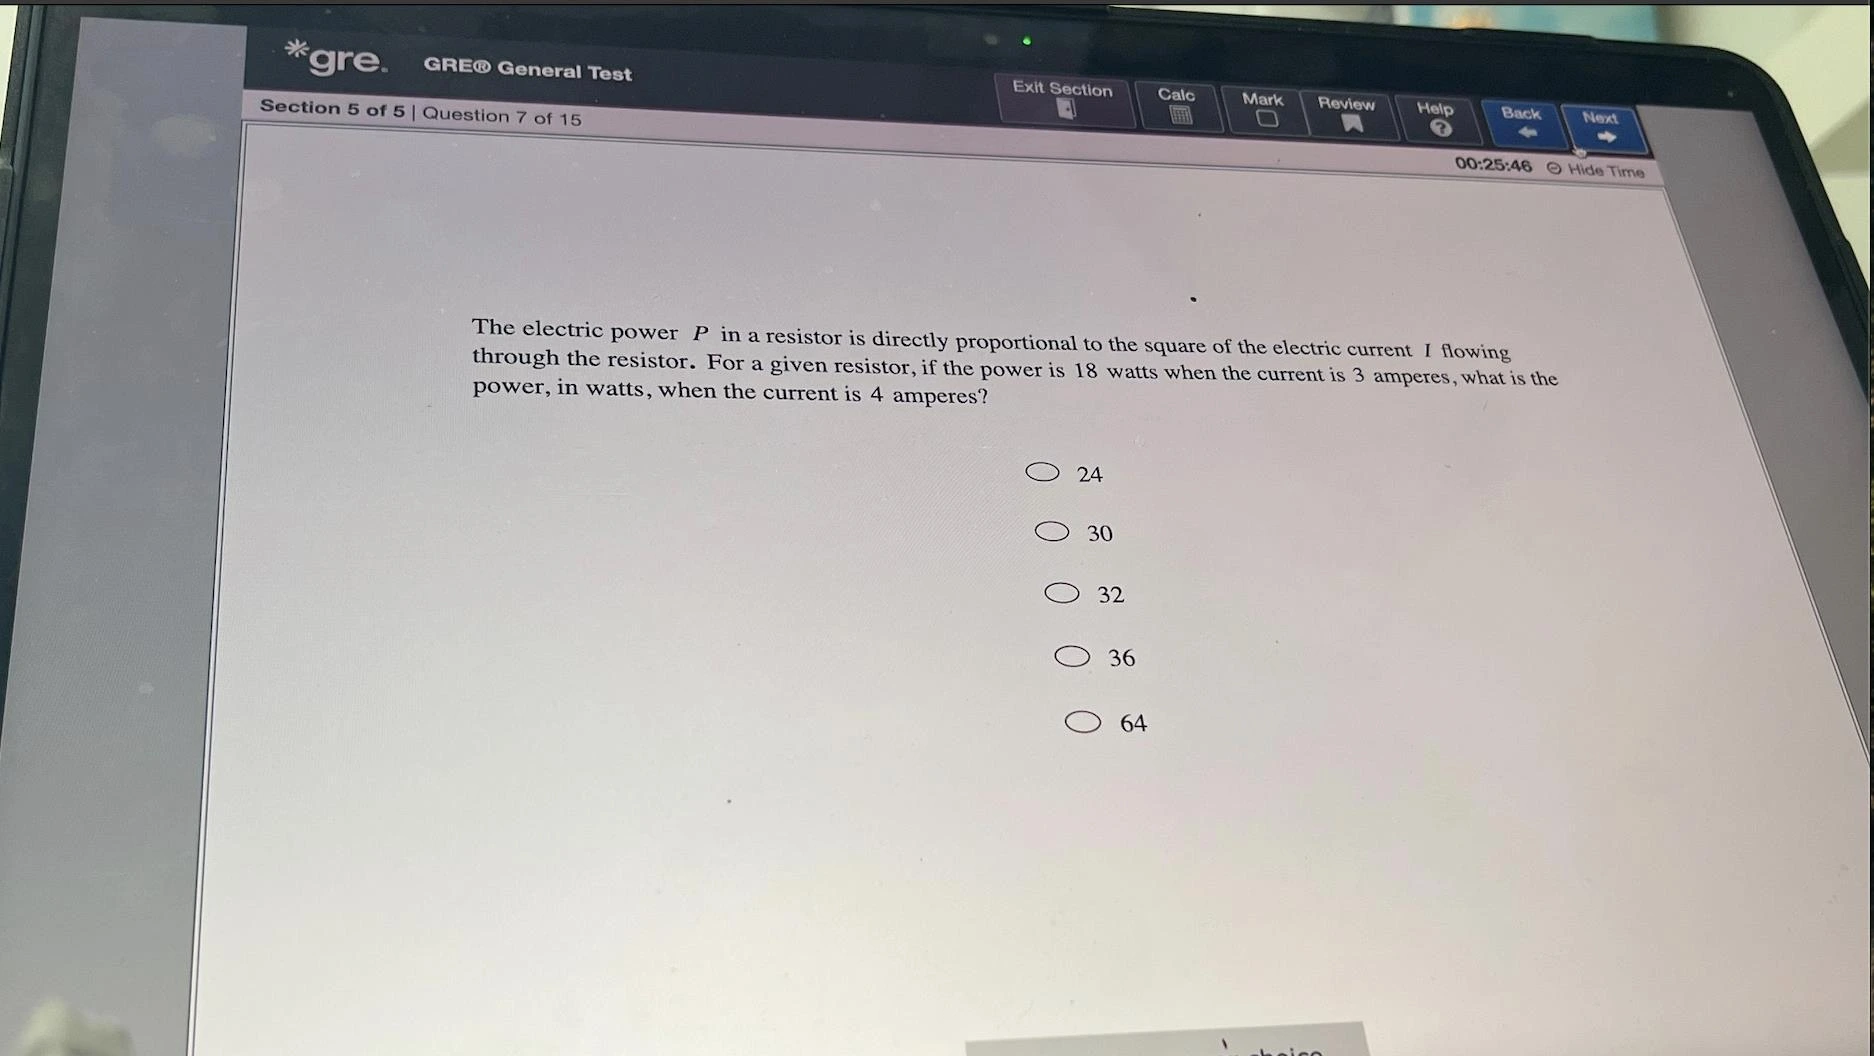 *gre. GRE® General Test
Exit Section Calc Mark Review Help Back Next
Section 5 of 5 | Question 7 of 15
00:25:46 Hide Time
The electric power P in a resistor is directly proportional to the square of the electric current I flowing
through the resistor. For a given resistor, if the power is 18 watts when the current is 3 amperes, what is the
power, in watts, when the current is 4 amperes?
24
30
32
36
64
choice